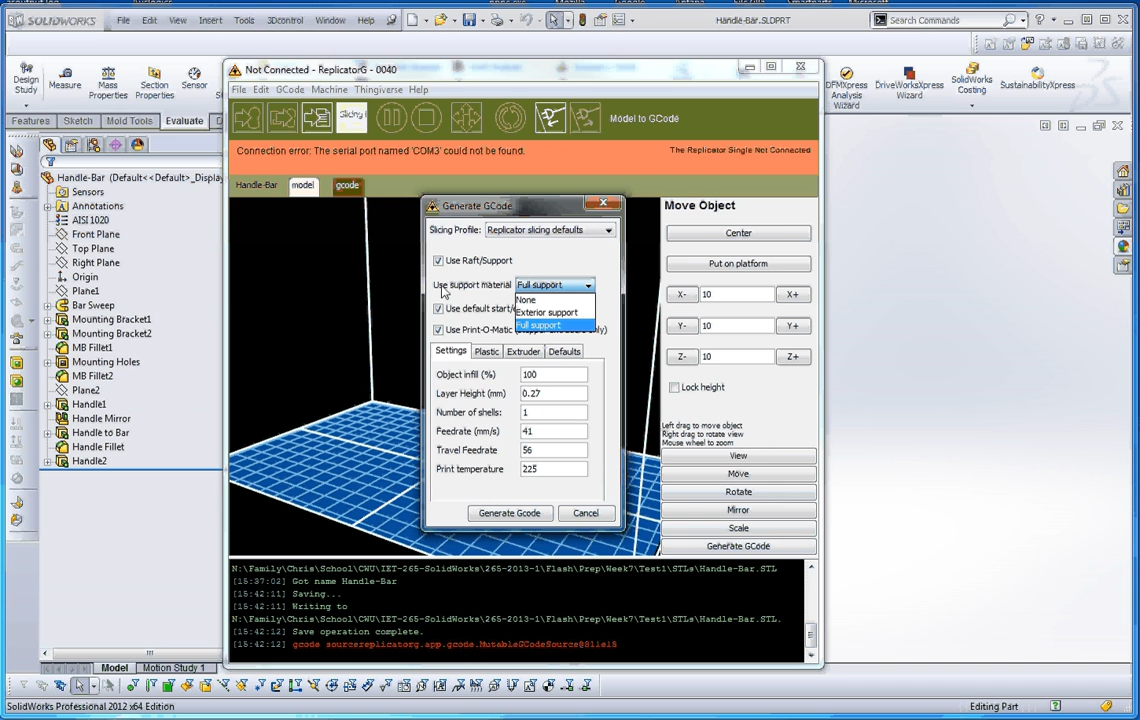 SOLIDWORKS File Edit View Insert Tools 3Dcontrol Window Help Handle-Bar.SLDPRT Search Commands
Design Study
Measure
Mass Properties
Section Properties
Sensor
DFMXpress Analysis Wizard
DriveWorksXpress Wizard
SolidWorks Costing
SustainabilityXpress
Features Sketch Mold Tools Evaluate
Handle-Bar (Default<<Default>_Display
Sensors
Annotations
AISI 1020
Front Plane
Top Plane
Right Plane
Origin
Plane1
Bar Sweep
Mounting Bracket1
Mounting Bracket2
MB Fillet1
Mounting Holes
MB Fillet2
Plane2
Handle1
Handle Mirror
Handle to Bar
Handle Fillet
Handle2
Not Connected - ReplicatorG - 0040
File Edit GCode Machine Thingiverse Help
Slicing Model to GCode
Connection error: The serial port named 'COM3' could not be found. The Replicator Single Not Connected
Handle-Bar model gcode
Generate GCode
Slicing Profile: Replicator slicing defaults
Use Raft/Support
Use support material Full support
None
Exterior support
Full support
Use default start/
Use Print-O-Matic
Settings Plastic Extruder Defaults
Object infill (%) 100
Layer Height (mm) 0.27
Number of shells: 1
Feedrate (mm/s) 41
Travel Feedrate 56
Print temperature 225
Generate Gcode Cancel
Move Object
Center
Put on platform
X- 10 X+
Y- 10 Y+
Z- 10 Z+
Lock height
Left drag to move object
Right drag to rotate view
Mouse wheel to zoom
View
Move
Rotate
Mirror
Scale
Generate GCode
N:\Family\Chris\School\CWU\IET-265-SolidWorks\265-2013-1\Flash\Prep\Week7\Test1\STLs\Handle-Bar.STL
[15:37:02] Got name Handle-Bar
[15:42:11] Saving...
[15:42:11] Writing to
N:\Family\Chris\School\CWU\IET-265-SolidWorks\265-2013-1\Flash\Prep\Week7\Test1\STLs\Handle-Bar.STL.
[15:42:12] Save operation complete.
[15:42:12] gcode sourcereplicatorg.app.gcode.MutableGCodeSource@811e18
Model Motion Study 1
SolidWorks Professional 2012 x64 Edition Editing Part